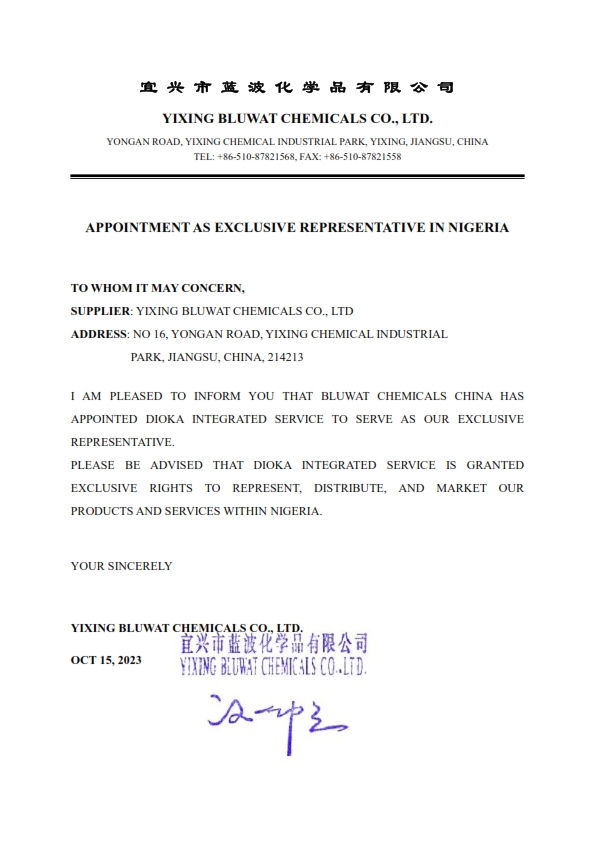 宜兴市蓝波化学品有限公司
YIXING BLUWAT CHEMICALS CO., LTD.
YONGAN ROAD, YIXING CHEMICAL INDUSTRIAL PARK, YIXING, JIANGSU, CHINA
TEL: +86-510-87821568, FAX: +86-510-87821558
APPOINTMENT AS EXCLUSIVE REPRESENTATIVE IN NIGERIA
TO WHOM IT MAY CONCERN,
SUPPLIER: YIXING BLUWAT CHEMICALS CO., LTD
ADDRESS: NO 16, YONGAN ROAD, YIXING CHEMICAL INDUSTRIAL
PARK, JIANGSU, CHINA, 214213
I AM PLEASED TO INFORM YOU THAT BLUWAT CHEMICALS CHINA HAS
APPOINTED DIOKA INTEGRATED SERVICE TO SERVE AS OUR EXCLUSIVE
REPRESENTATIVE.
PLEASE BE ADVISED THAT DIOKA INTEGRATED SERVICE IS GRANTED
EXCLUSIVE RIGHTS TO REPRESENT, DISTRIBUTE, AND MARKET OUR
PRODUCTS AND SERVICES WITHIN NIGERIA.
YOUR SINCERELY
YIXING BLUWAT CHEMICALS CO., LTD.
宜兴市蓝波化学品有限公司
YIXING BLUWAT CHEMICALS CO.,LTD.
OCT 15, 2023